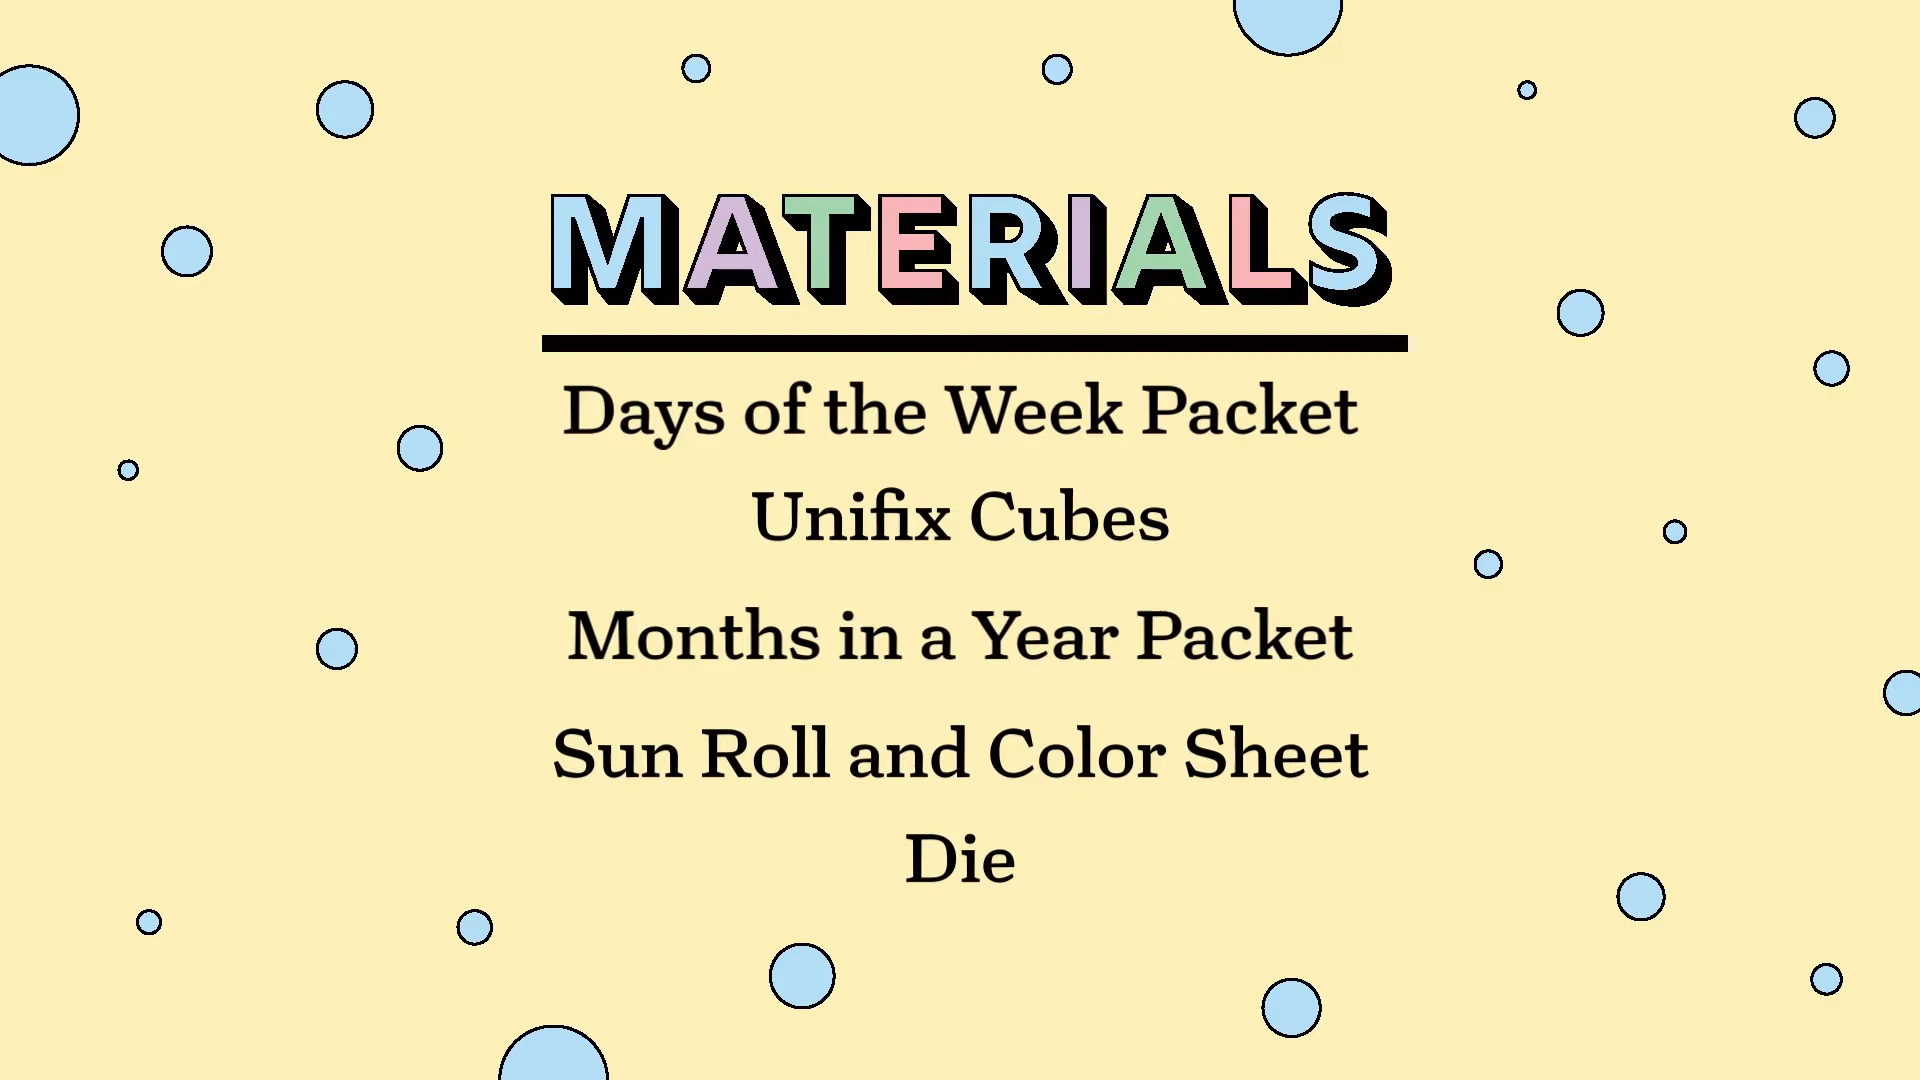 MATERIALS
Days of the Week Packet
Unifix Cubes
Months in a Year Packet
Sun Roll and Color Sheet
Die